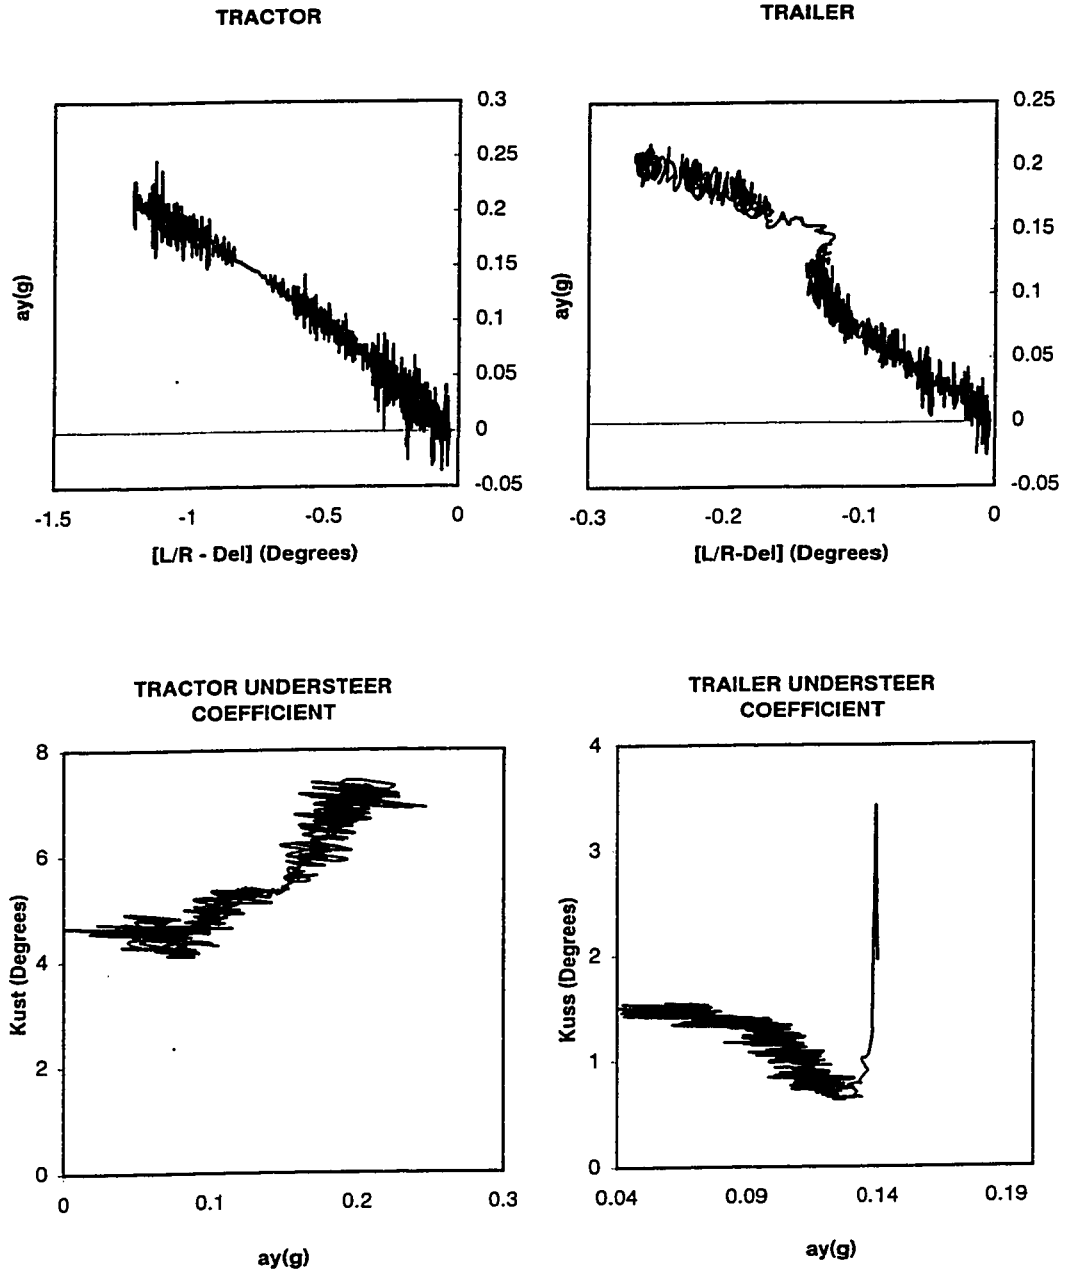 TRACTOR
TRAILER
0.3
0.25
0.2
0.15
0.1
0.05
0
-0.05
ay(g)
-1.5 -1 -0.5 0
[L/R - Del] (Degrees)
0.25
0.2
0.15
0.1
0.05
0
-0.05
ay(g)
-0.3 -0.2 -0.1 0
[L/R-Del] (Degrees)
TRACTOR UNDERSTEER
COEFFICIENT
8
6
4
2
0
Kust (Degrees)
0 0.1 0.2 0.3
ay(g)
TRAILER UNDERSTEER
COEFFICIENT
4
3
2
1
0
Kuss (Degrees)
0.04 0.09 0.14 0.19
ay(g)